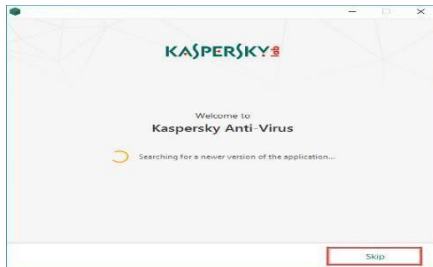 KASPERSKY lab
Welcome to
Kaspersky Anti-Virus
Searching for a newer version of the application...
Skip